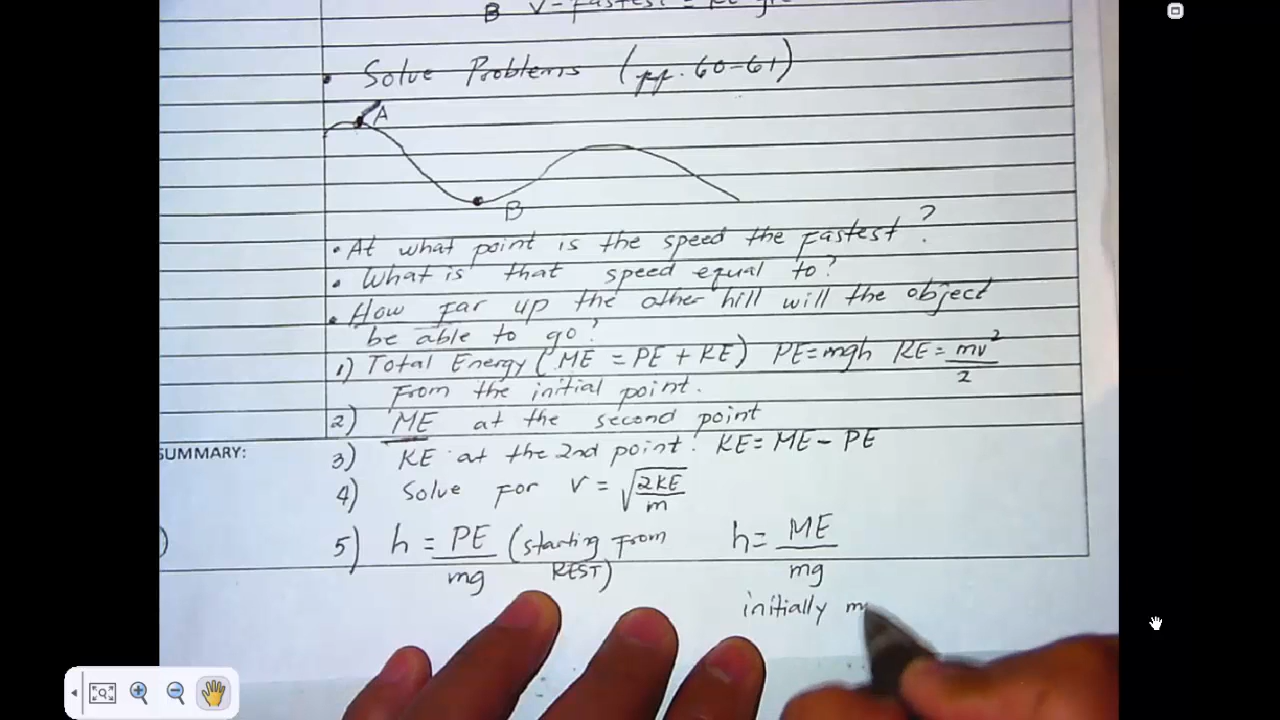 B V-fastest = KE
• Solve Problems (pp. 60-61)
A
B
• At what point is the speed the fastest?
• What is that speed equal to?
• How far up the other hill will the object
be able to go?
1) Total Energy (ME = PE + KE) PE=mgh KE = mv²/2
from the initial point.
2) ME at the second point
SUMMARY:
3) KE at the 2nd point. KE= ME - PE
4) Solve for v = √2KE/m
5) h = PE/mg (starting from REST) h= ME/mg
initially m